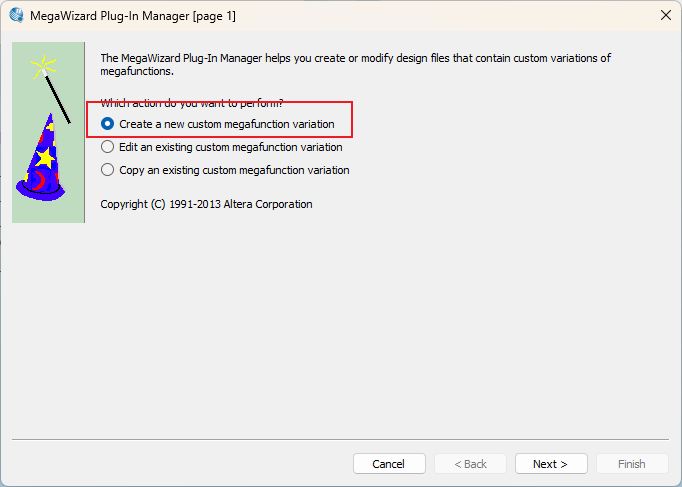 MegaWizard Plug-In Manager [page 1]
The MegaWizard Plug-In Manager helps you create or modify design files that contain custom variations of
megafunctions.
Which action do you want to perform?
Create a new custom megafunction variation
Edit an existing custom megafunction variation
Copy an existing custom megafunction variation
Copyright (C) 1991-2013 Altera Corporation
Cancel
< Back
Next >
Finish